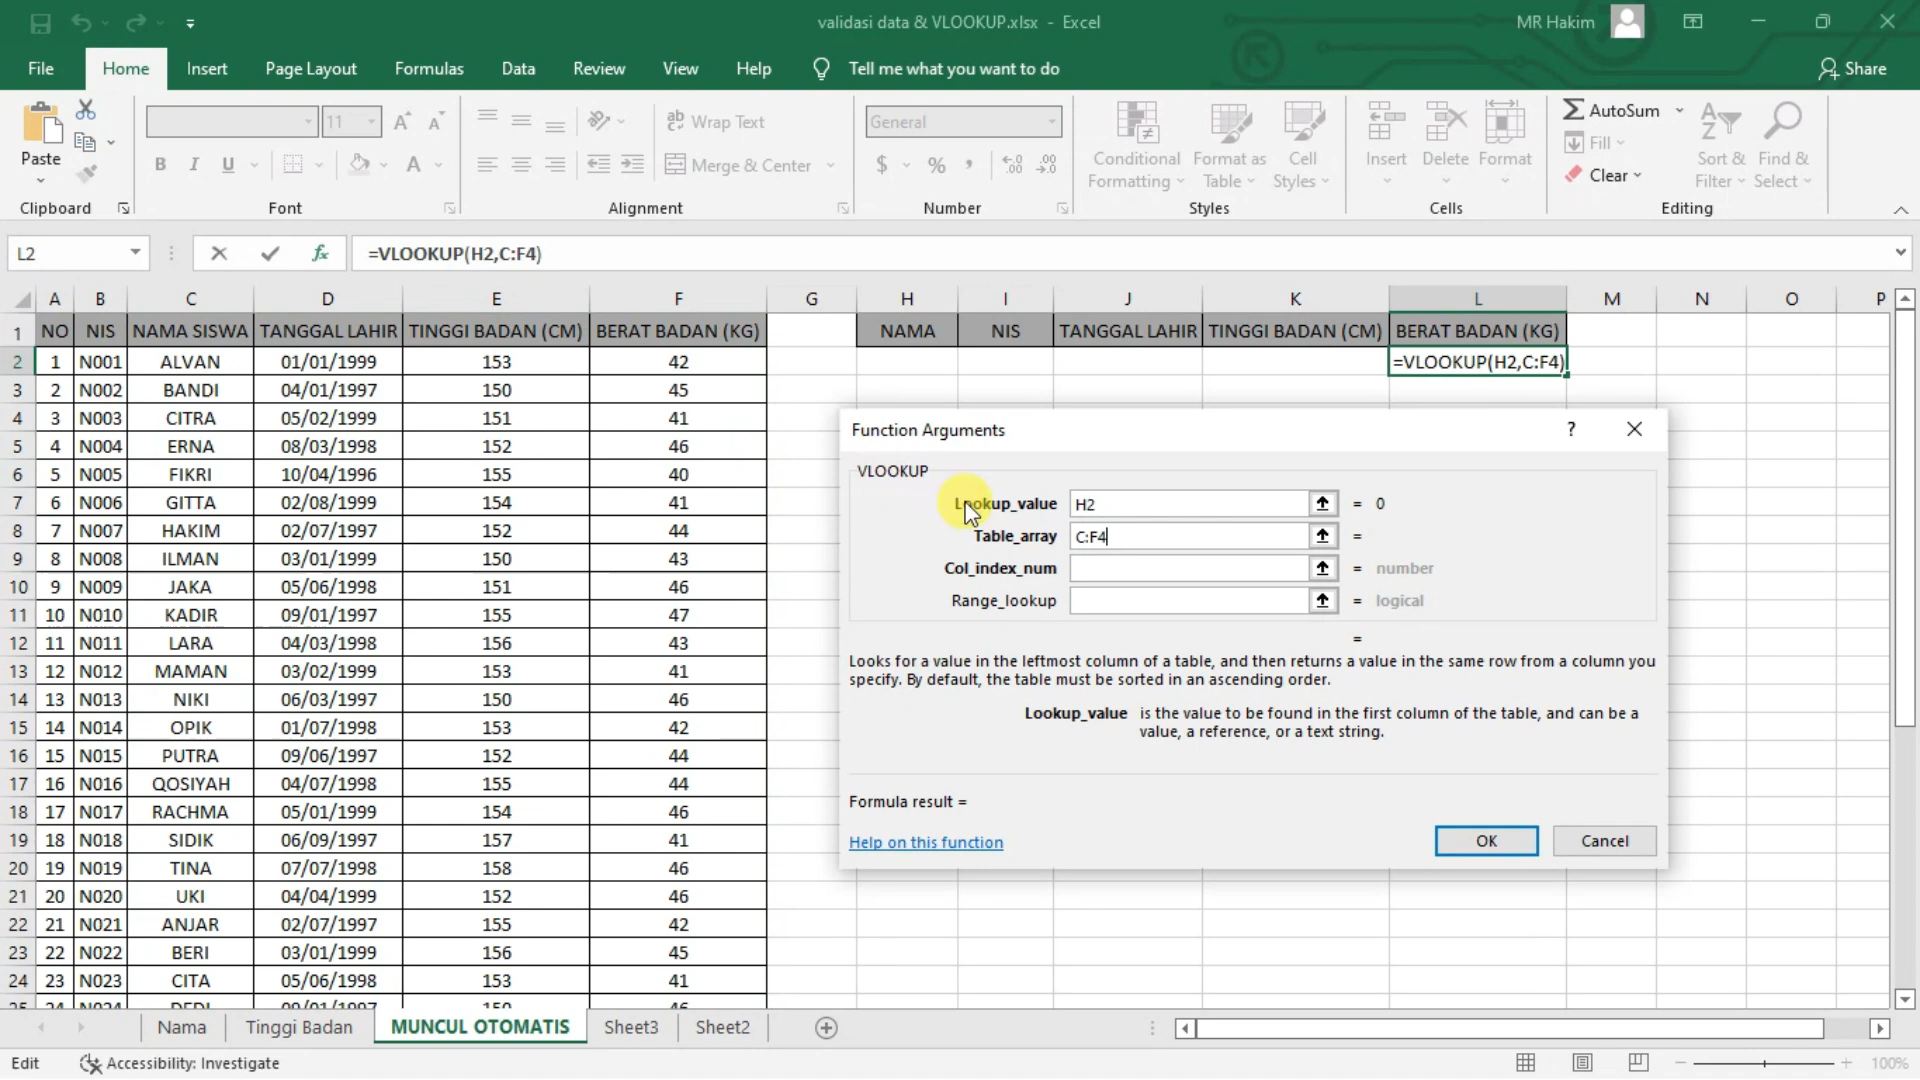 validasi data & VLOOKUP.xlsx - Excel
MR Hakim
File Home Insert Page Layout Formulas Data Review View Help Tell me what you want to do
Share
Paste
11
General
Wrap Text
Merge & Center
B I U
$ % ,
Conditional Formatting
Format as Table
Cell Styles
Insert Delete Format
AutoSum
Fill
Clear
Sort & Filter
Find & Select
Clipboard Font Alignment Number Styles Cells Editing
L2 fx =VLOOKUP(H2,C:F4)
A B C D E F G H I J K L M N O P
1 NO NIS NAMA SISWA TANGGAL LAHIR TINGGI BADAN (CM) BERAT BADAN (KG) NAMA NIS TANGGAL LAHIR TINGGI BADAN (CM) BERAT BADAN (KG)
2 1 N001 ALVAN 01/01/1999 153 42 =VLOOKUP(H2,C:F4)
3 2 N002 BANDI 04/01/1997 150 45
4 3 N003 CITRA 05/02/1999 151 41
5 4 N004 ERNA 08/03/1998 152 46
6 5 N005 FIKRI 10/04/1996 155 40
7 6 N006 GITTA 02/08/1999 154 41
8 7 N007 HAKIM 02/07/1997 152 44
9 8 N008 ILMAN 03/01/1999 150 43
10 9 N009 JAKA 05/06/1998 151 46
11 10 N010 KADIR 09/01/1997 155 47
12 11 N011 LARA 04/03/1998 156 43
13 12 N012 MAMAN 03/02/1999 153 41
14 13 N013 NIKI 06/03/1997 150 46
15 14 N014 OPIK 01/07/1998 153 42
16 15 N015 PUTRA 09/06/1997 152 44
17 16 N016 QOSIYAH 04/07/1998 155 44
18 17 N017 RACHMA 05/01/1999 154 46
19 18 N018 SIDIK 06/09/1997 157 41
20 19 N019 TINA 07/07/1998 158 46
21 20 N020 UKI 04/04/1999 152 46
22 21 N021 ANJAR 02/07/1997 155 42
23 22 N022 BERI 03/01/1999 156 45
24 23 N023 CITA 05/06/1998 153 41
25 24 N024 DEDI 09/01/1997 150 46
Function Arguments ?
VLOOKUP
Lookup_value H2 = 0
Table_array C:F4 =
Col_index_num = number
Range_lookup = logical
=
Looks for a value in the leftmost column of a table, and then returns a value in the same row from a column you
specify. By default, the table must be sorted in an ascending order.
Lookup_value is the value to be found in the first column of the table, and can be a
value, a reference, or a text string.
Formula result =
Help on this function
OK Cancel
Nama Tinggi Badan MUNCUL OTOMATIS Sheet3 Sheet2
Edit Accessibility: Investigate
100%